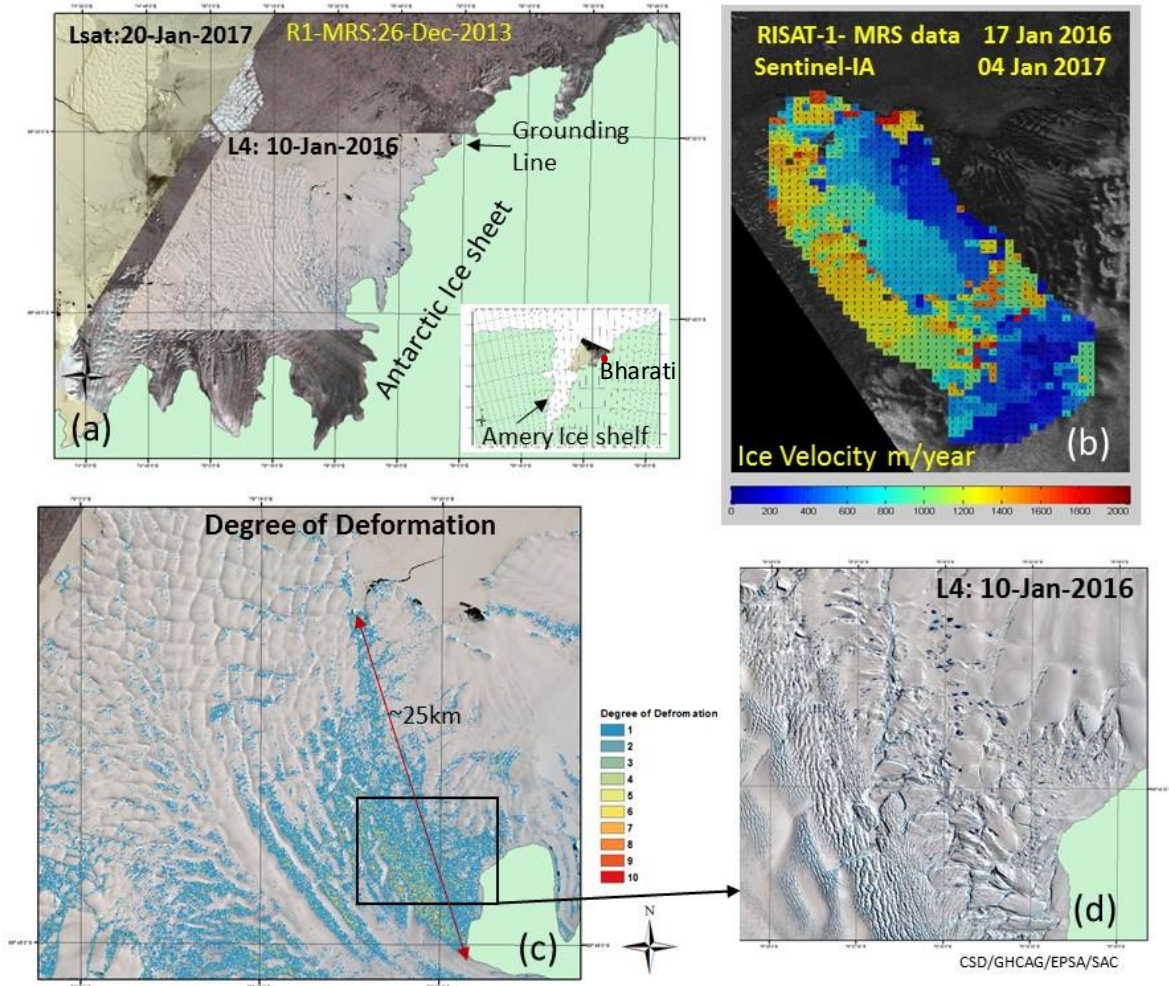 Lsat:20-Jan-2017
R1-MRS:26-Dec-2013
L4: 10-Jan-2016
Grounding
Line
Antarctic Ice sheet
Bharati
Amery Ice shelf
(a)
RISAT-1- MRS data 17 Jan 2016
Sentinel-IA 04 Jan 2017
Ice Velocity m/year
(b)
0 200 400 600 800 1000 1200 1400 1600 1800 2000
Degree of Deformation
~25km
(c)
Degree of Defromation
1
2
3
4
5
6
7
8
9
10
N
L4: 10-Jan-2016
(d)
CSD/GHCAG/EPSA/SAC